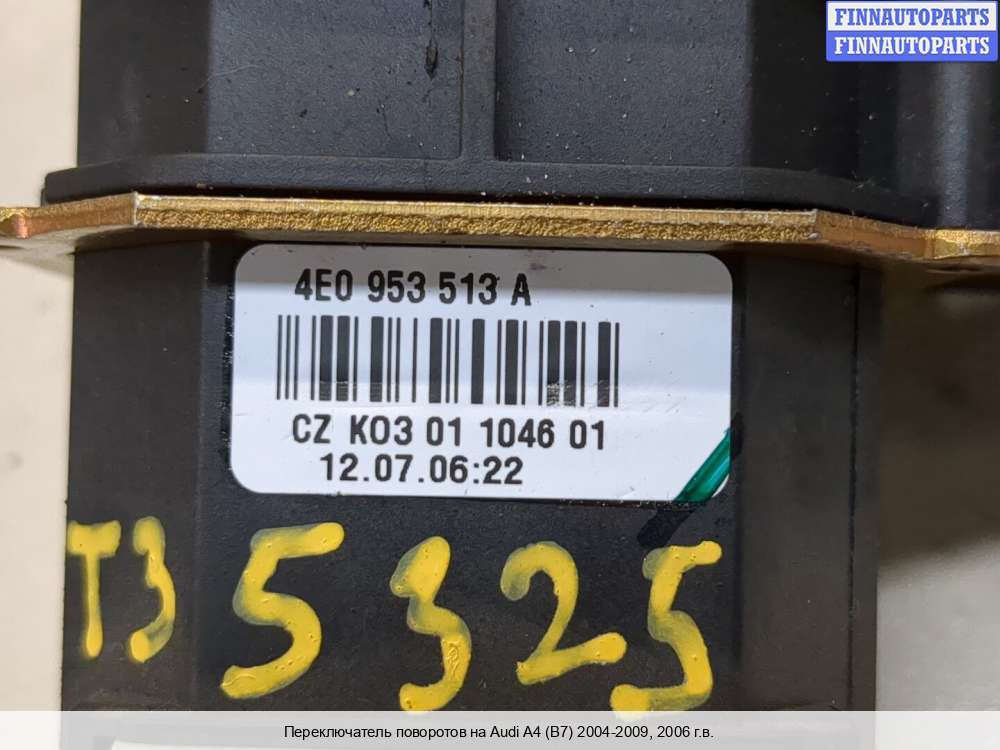 FINNAUTOPARTS
FINNAUTOPARTS
4E0 953 513 A
CZ K03 01 1046 01
12.07.06:22
T3 5325
Переключатель поворотов на Audi A4 (B7) 2004-2009, 2006 г.в.